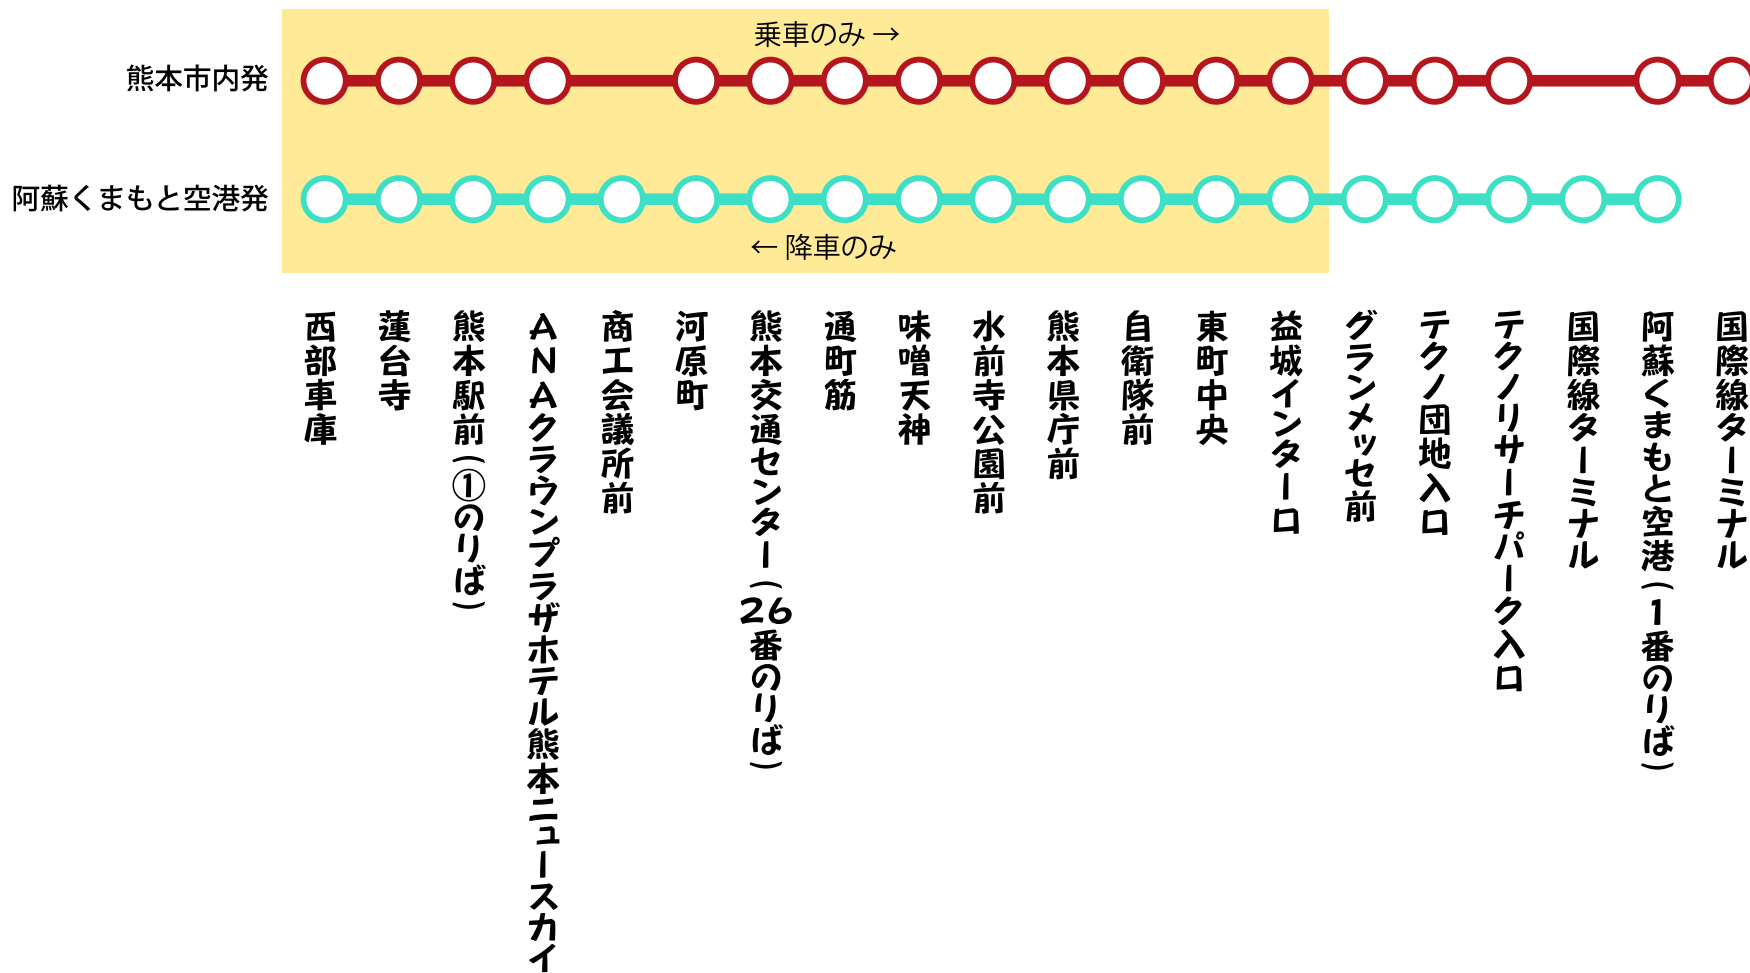 乗車のみ →
熊本市内発
阿蘇くまもと空港発
← 降車のみ
西部車庫
蓮台寺
熊本駅前(①のりば)
ANAクラウンプラザホテル熊本ニュースカイ
商工会議所前
河原町
熊本交通センター(26番のりば)
通町筋
味噌天神
水前寺公園前
熊本県庁前
自衛隊前
東町中央
益城インター口
グランメッセ前
テクノ団地入口
テクノリサーチパーク入口
国際線ターミナル
阿蘇くまもと空港(1番のりば)
国際線ターミナル